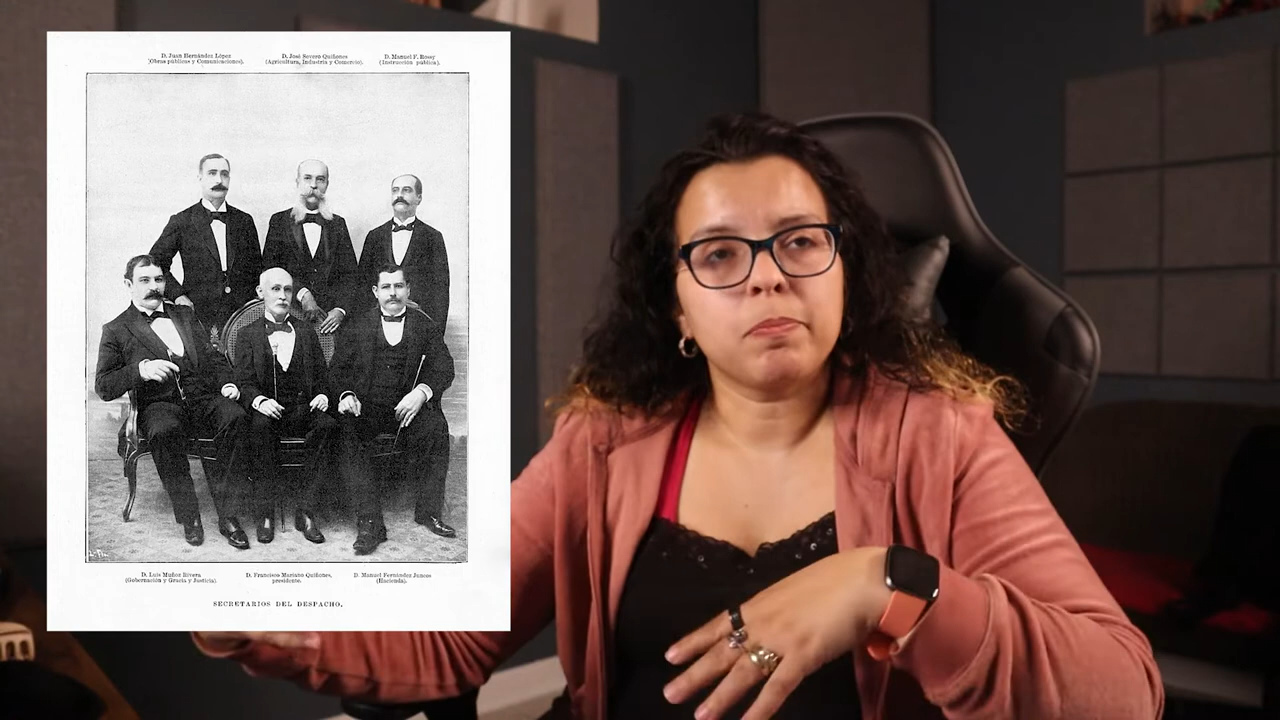 D. Juan Hernández López
(Obras públicas y Comunicaciones).
D. José Severo Quiñones
(Agricultura, Industria y Comercio).
D. Manuel F. Rossy
(Instrucción pública).
D. Luis Muñoz Rivera
(Gobernación y Gracia y Justicia).
D. Francisco Mariano Quiñones,
presidente.
D. Manuel Fernández Juncos
(Hacienda).
SECRETARIOS DEL DESPACHO.